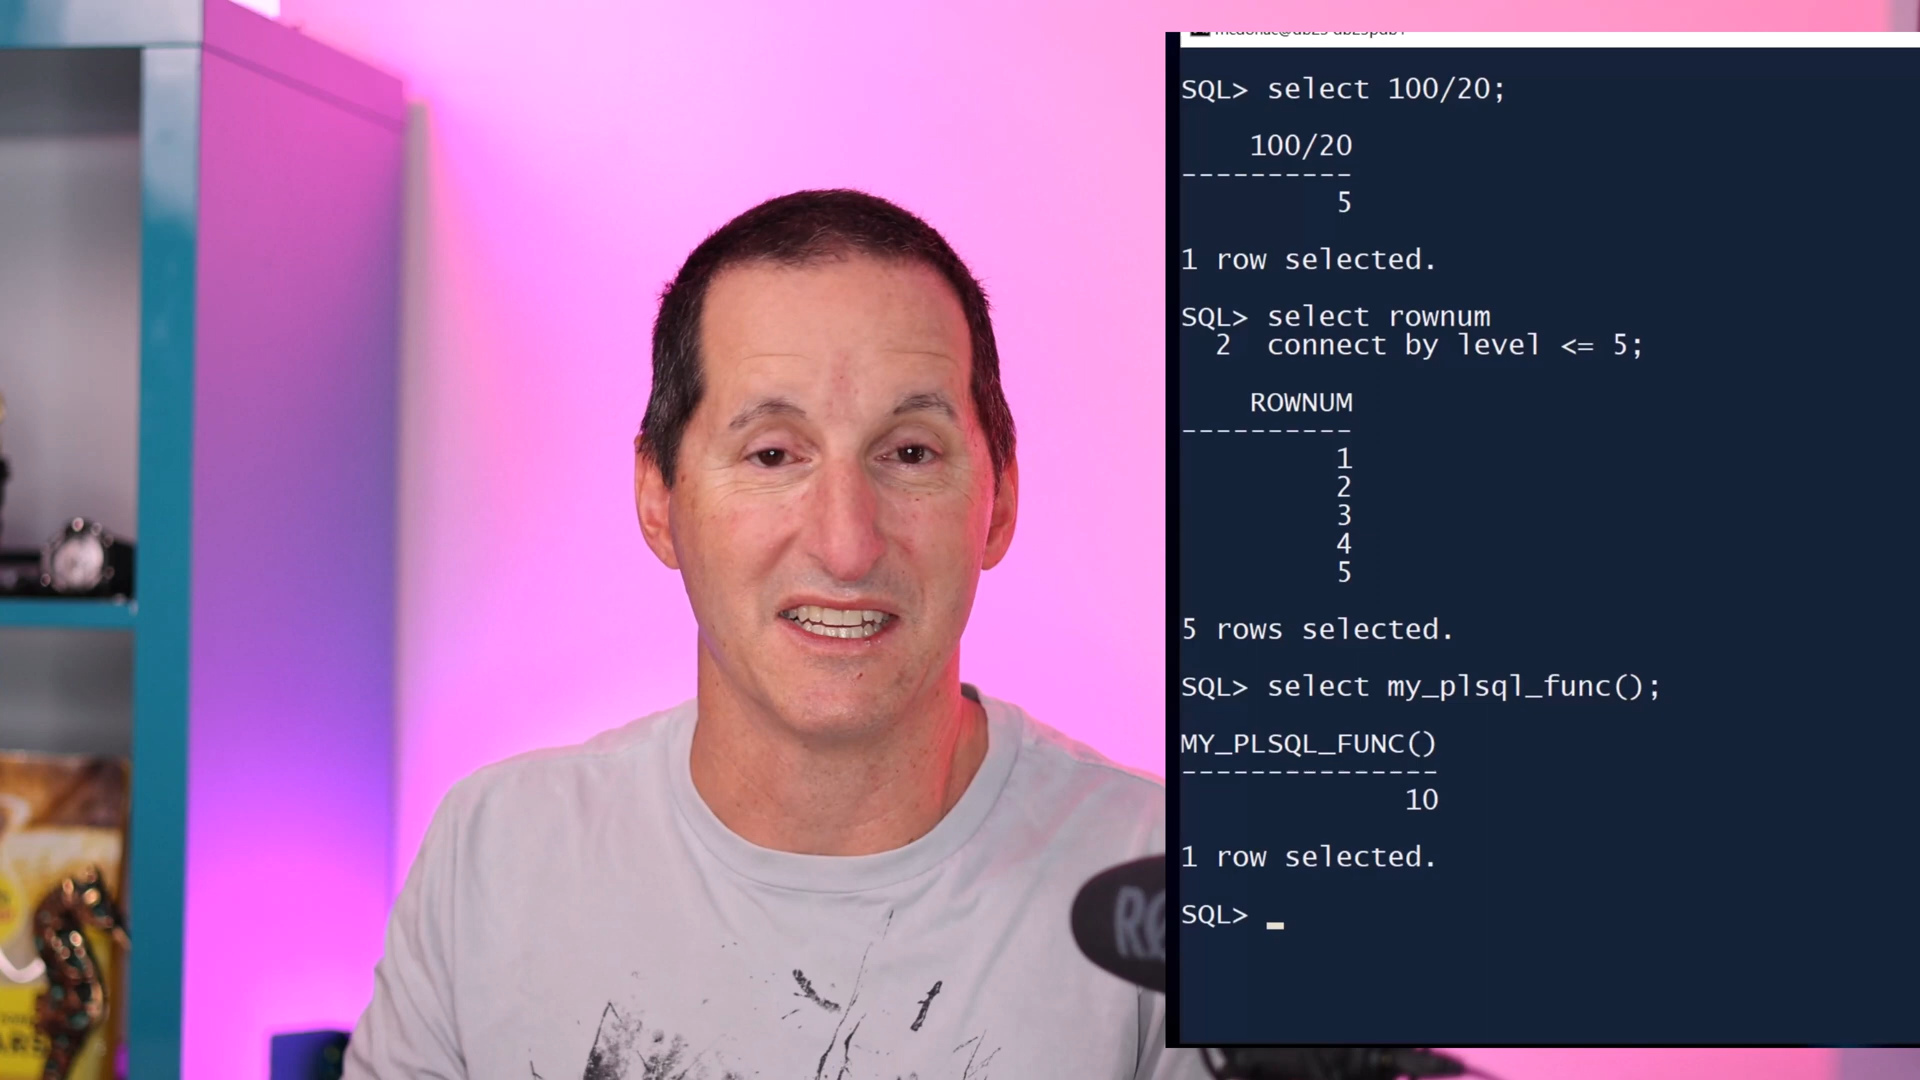 SQL> select 100/20;
100/20
----------
5
1 row selected.
SQL> select rownum
2 connect by level <= 5;
ROWNUM
----------
1
2
3
4
5
5 rows selected.
SQL> select my_plsql_func();
MY_PLSQL_FUNC()
---------------
10
1 row selected.
SQL> _